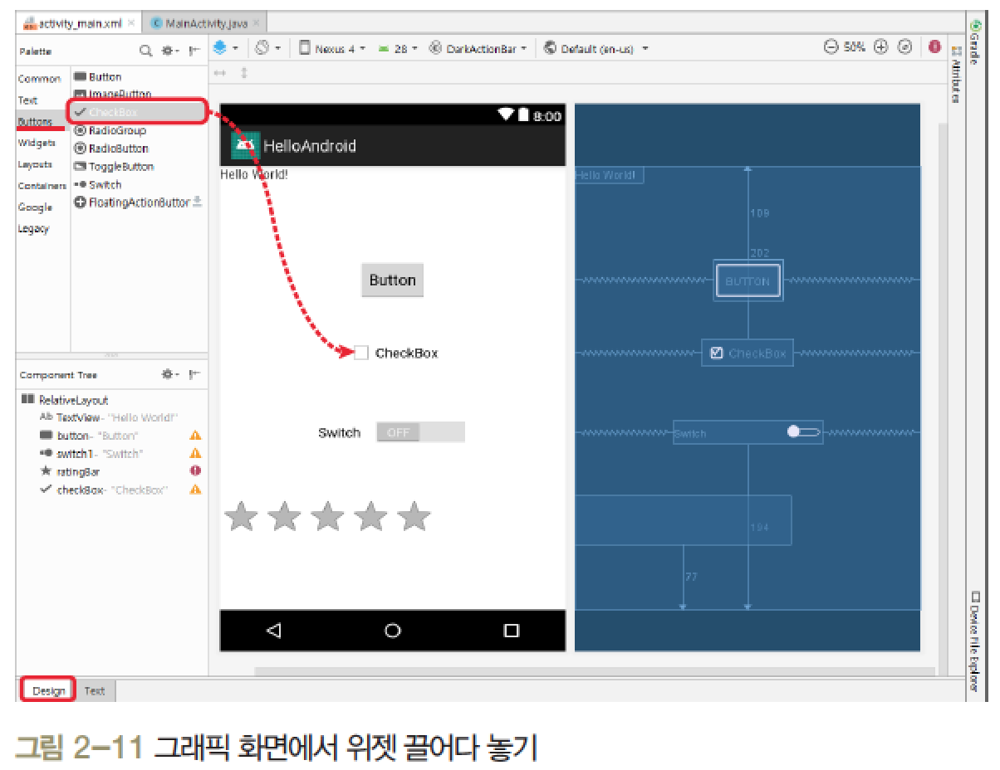 activity_main.xml
MainActivity.java
Gradle
Palette
Nexus 4
28
DarkActionBar
Default (en-us)
50%
Attributes
Common
Text
Buttons
Widgets
Layouts
Containers
Google
Legacy
Button
ImageButton
CheckBox
RadioGroup
RadioButton
ToggleButton
Switch
FloatingActionButtor
8:00
HelloAndroid
Hello World!
Button
CheckBox
Switch
OFF
Hello World!
109
202
BUTTON
CheckBox
Switch
194
77
Component Tree
RelativeLayout
Ab TextView- "Hello World!"
button- "Button"
switch1- "Switch"
ratingBar
checkBox- "CheckBox"
Device File Explorer
Design
Text
그림 2-11 그래픽 화면에서 위젯 끌어다 놓기